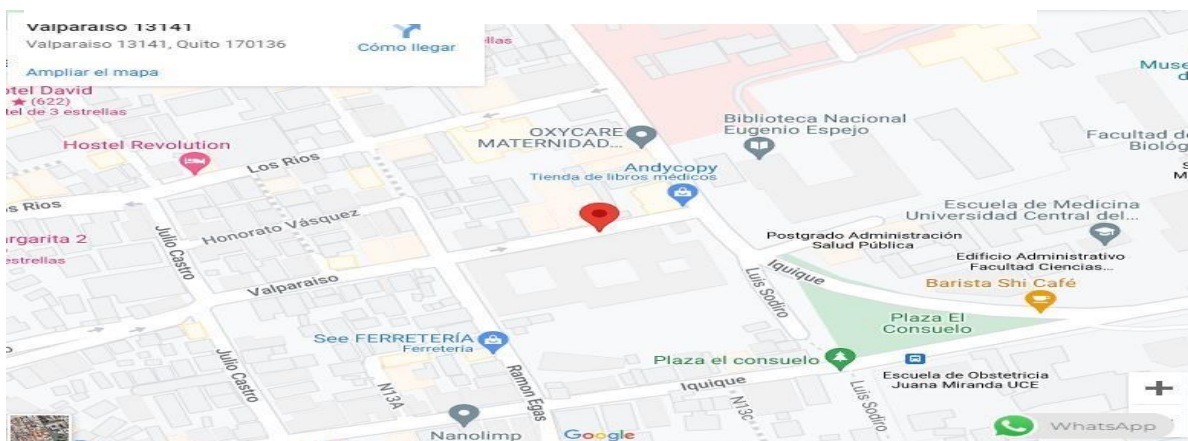 Valparaiso 13141
Valparaiso 13141, Quito 170136
Cómo llegar
Ampliar el mapa
llas
otel David
(622)
tel de 3 estrellas
Hostel Revolution
Los Rios
s Rios
Honorato Vásquez
rgarita 2
estrellas
Julio Castro
Valparaiso
OXYCARE
MATERNIDAD...
Biblioteca Nacional
Eugenio Espejo
Andycopy
Tienda de libros médicos
Muse
d
Facultad de
Biológ
S
M
Escuela de Medicina
Universidad Central del...
Postgrado Administración
Salud Pública
Edificio Administrativo
Facultad Ciencias...
Iquique
Luis Sodiro
Barista Shi Café
Plaza El
Consuelo
See FERRETERÍA
Ferretería
Julio Castro
N13A
Ramon Egas
Plaza el consuelo
Iquique
N13C
Luis Sodiro
Escuela de Obstetricia
Juana Miranda UCE
+
Nanolimp
Google
WhatsApp